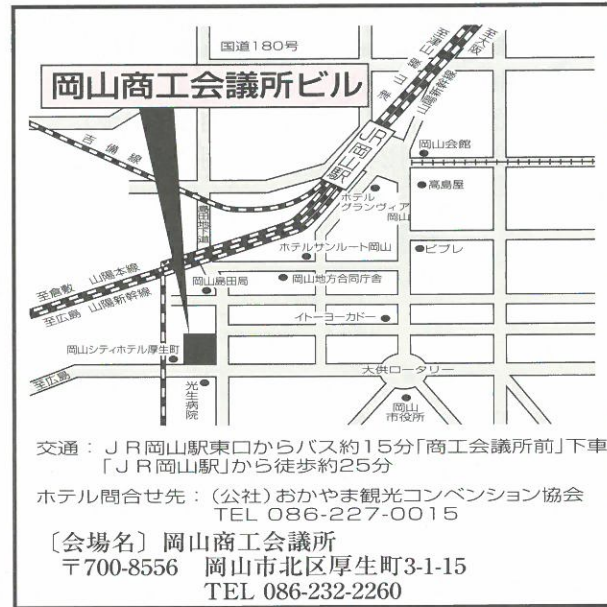 国道180号
至津山
津山線
至大阪
山陽新幹線
岡山商工会議所ビル
吉備線
JR岡山駅
岡山会館
高島屋
ホテル
グランヴィア
岡山
島田地下道
ホテルサンルート岡山
ビブレ
至倉敷 山陽本線
至広島 山陽新幹線
岡山島田局
岡山地方合同庁舎
イトーヨーカドー
岡山シティホテル厚生町
至広島
光生病院
大供ロータリー
岡山
市役所
交通：JR岡山駅東口からバス約15分「商工会議所前」下車
「JR岡山駅」から徒歩約25分
ホテル問合せ先：(公社)おかやま観光コンベンション協会
TEL 086-227-0015
〔会場名〕岡山商工会議所
〒700-8556 岡山市北区厚生町3-1-15
TEL 086-232-2260